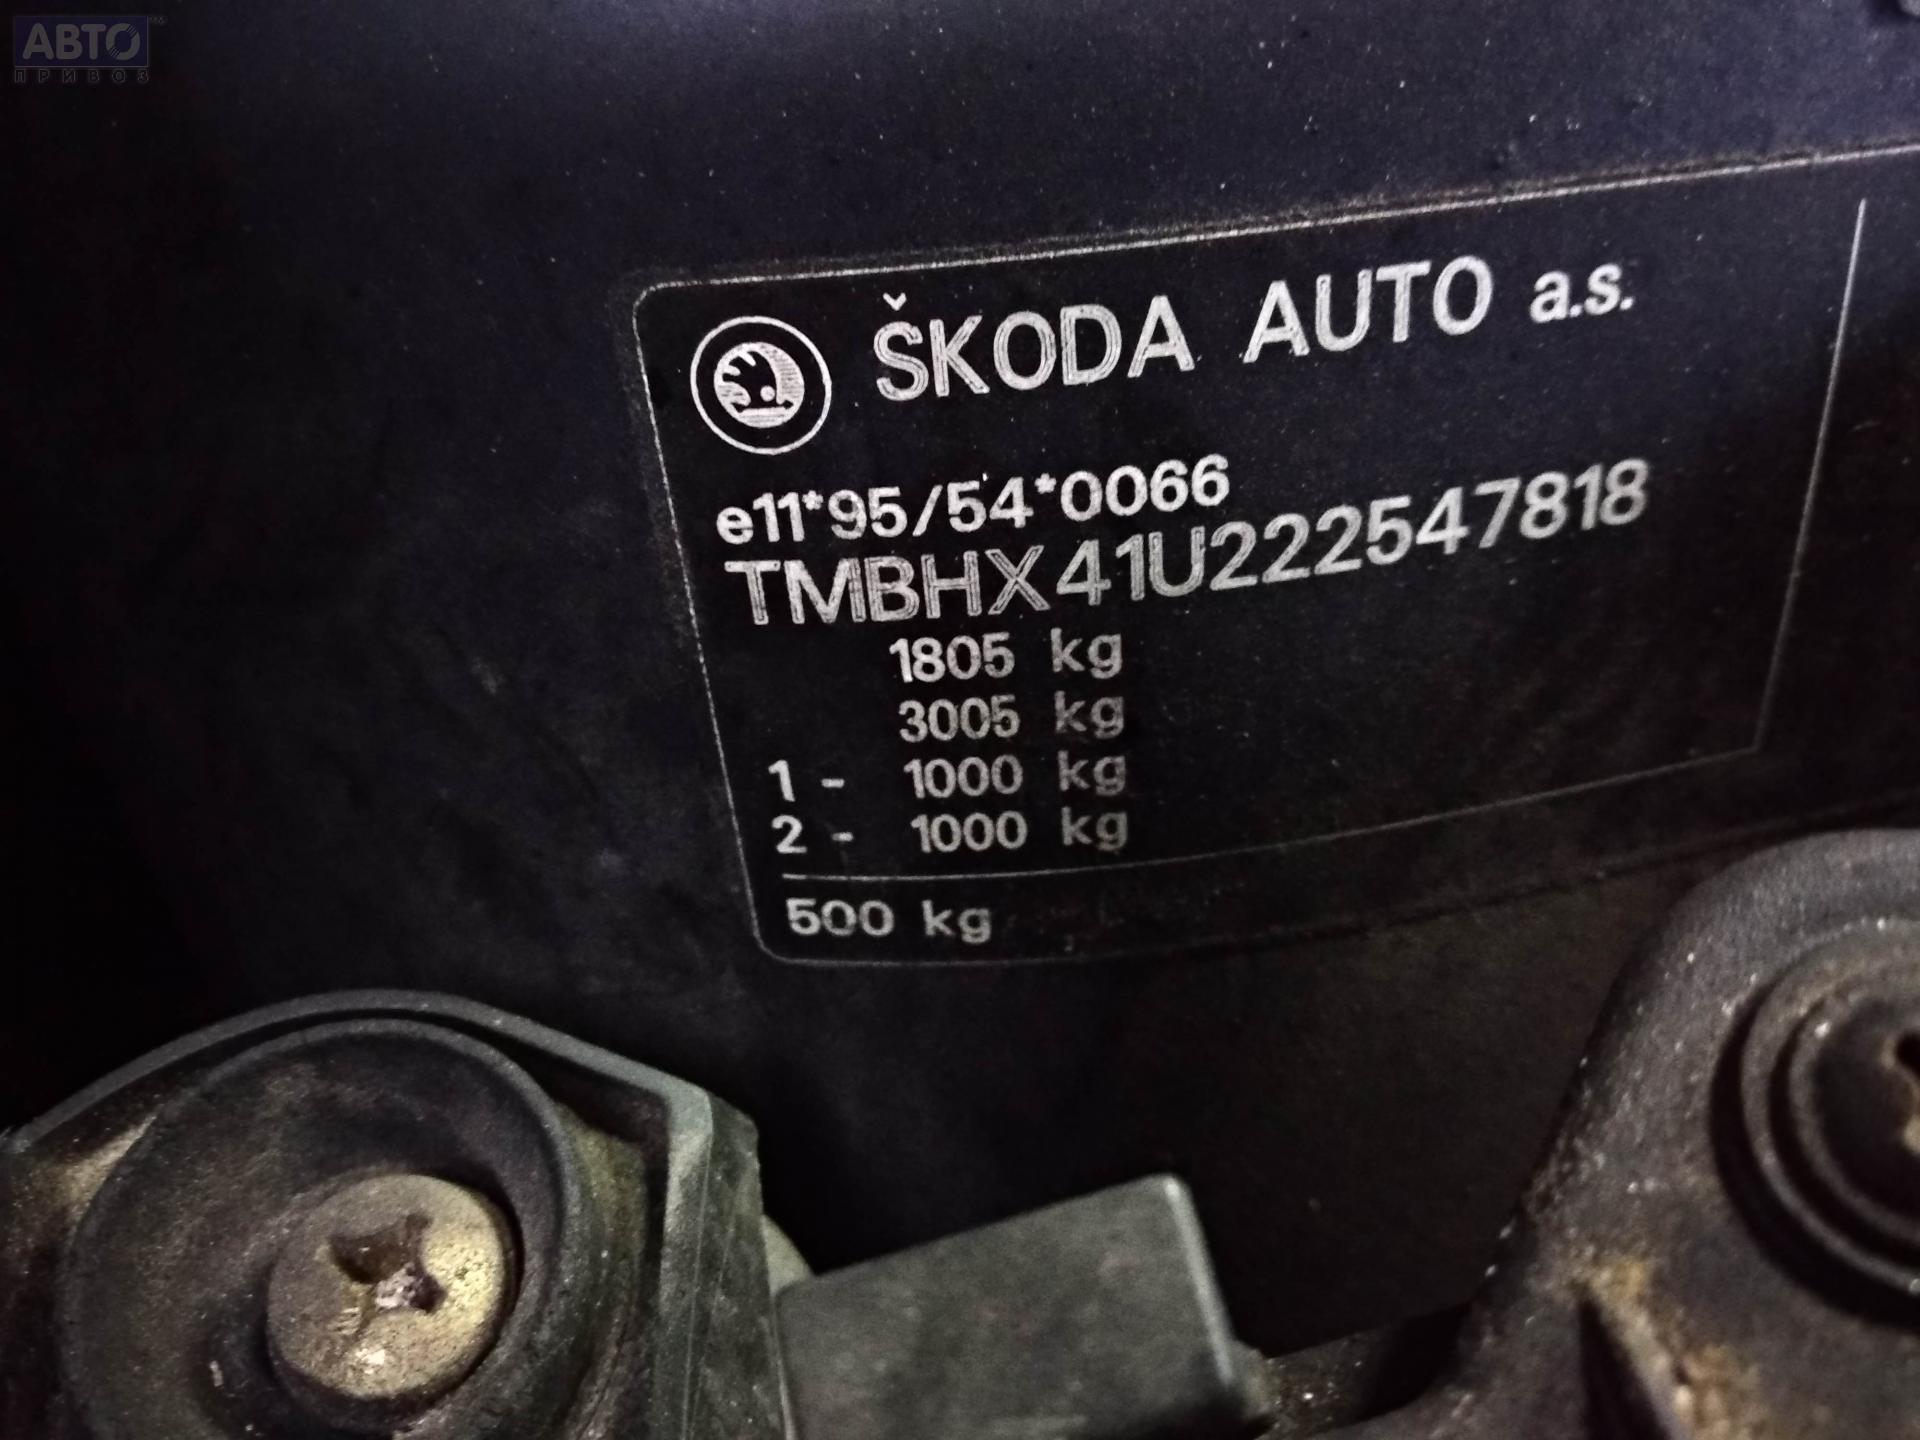 АВТО™
ПРИВОЗ
ŠKODA AUTO a.s.
e11*95/54*0066
TMBHX41U222547818
1805 kg
3005 kg
1 - 1000 kg
2 - 1000 kg
500 kg